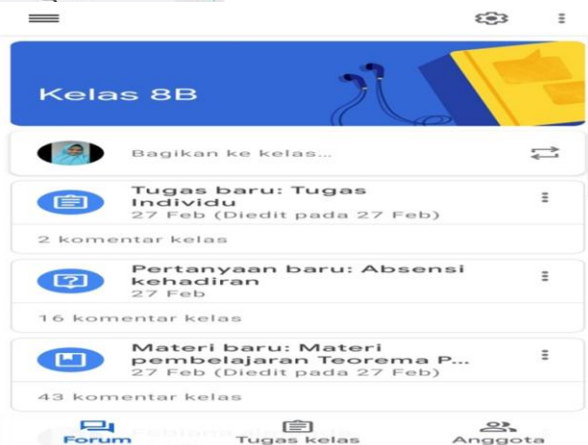 Kelas 8B
Bagikan ke kelas...
Tugas baru: Tugas
Individu
27 Feb (Diedit pada 27 Feb)
2 komentar kelas
Pertanyaan baru: Absensi
kehadiran
27 Feb
16 komentar kelas
Materi baru: Materi
pembelajaran Teorema P...
27 Feb (Diedit pada 27 Feb)
43 komentar kelas
Forum
Tugas kelas
Anggota